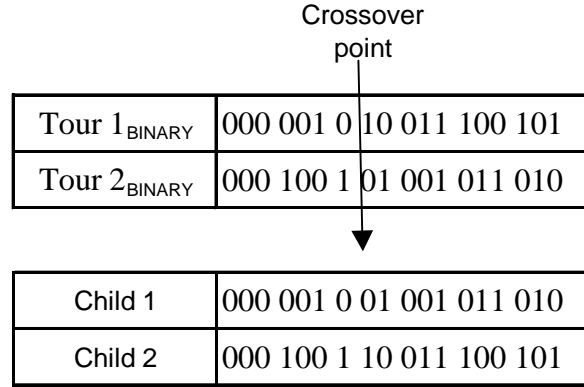 Crossover
point
Tour 1BINARY 000 001 0 10 011 100 101
Tour 2BINARY 000 100 1 01 001 011 010
Child 1 000 001 0 01 001 011 010
Child 2 000 100 1 10 011 100 101